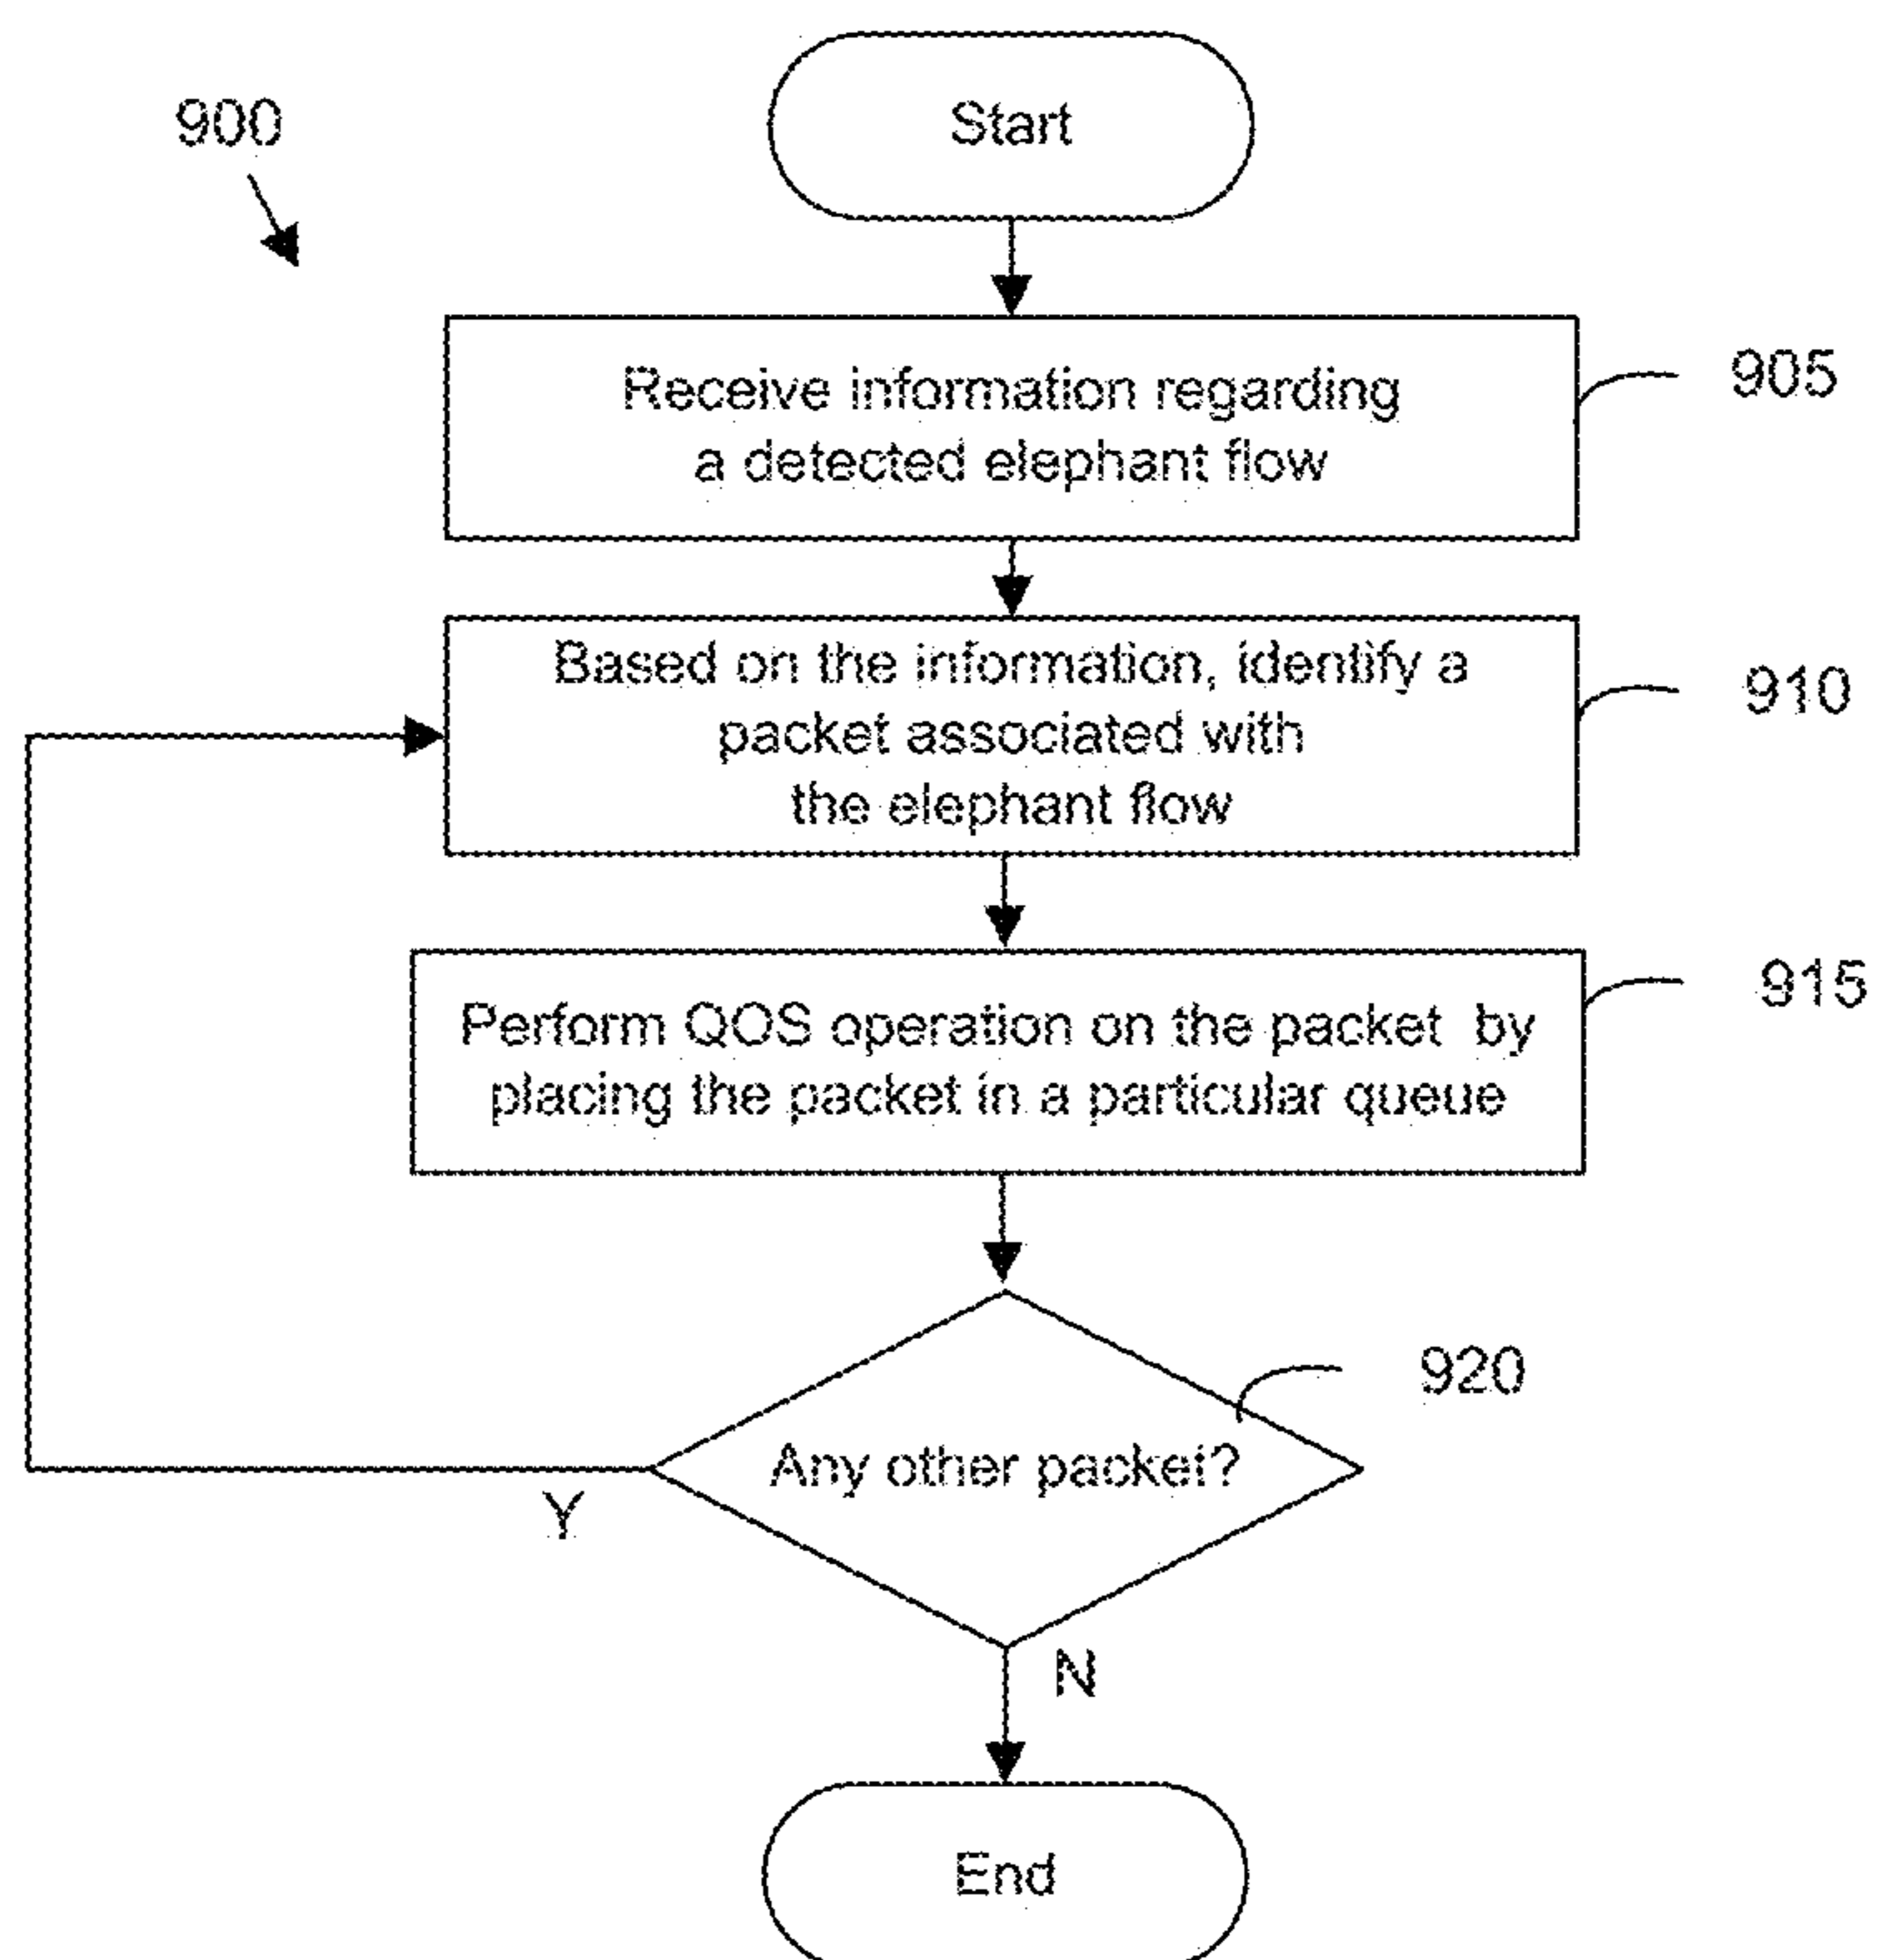 Start
900
Receive information regarding
a detected elephant flow
905
Based on the information, identify a
packet associated with
the elephant flow
910
Perform QOS operation on the packet by
placing the packet in a particular queue
915
920
Any other packet?
Y
N
End